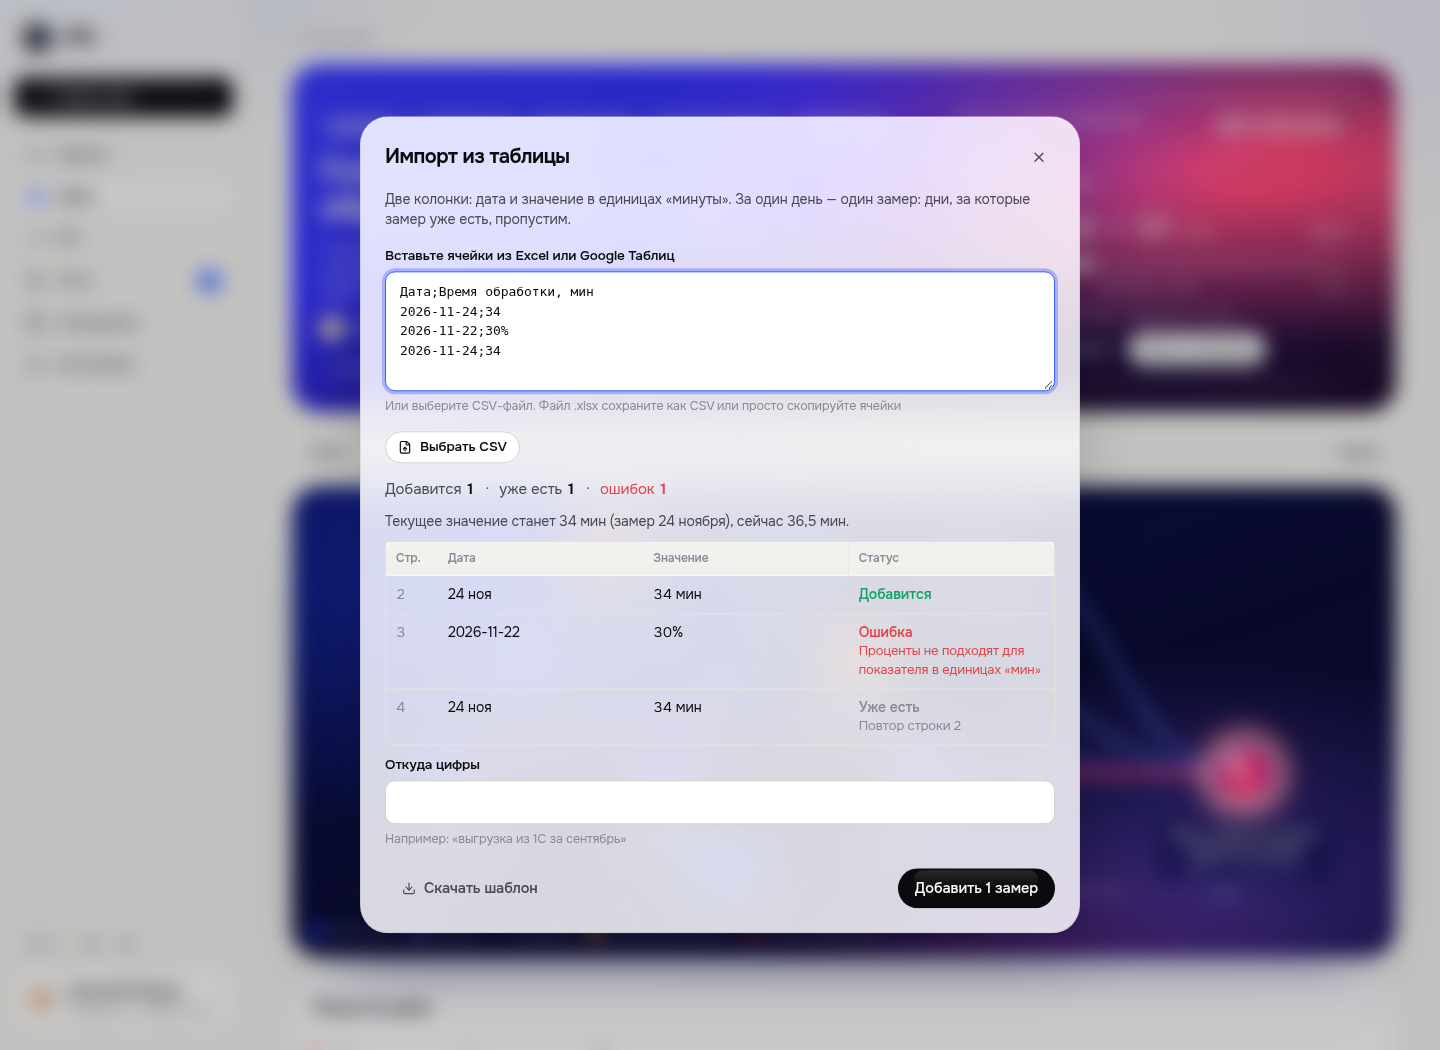 Импорт из таблицы
Две колонки: дата и значение в единицах «минуты». За один день — один замер: дни, за которые
замер уже есть, пропустим.
Вставьте ячейки из Excel или Google Таблиц
Дата;Время обработки, мин
2026-11-24;34
2026-11-22;30%
2026-11-24;34
Или выберите CSV-файл. Файл .xlsx сохраните как CSV или просто скопируйте ячейки
Выбрать CSV
Добавится 1 · уже есть 1 · ошибок 1
Текущее значение станет 34 мин (замер 24 ноября), сейчас 36,5 мин.
Стр. Дата Значение Статус
2 24 ноя 34 мин Добавится
3 2026-11-22 30% Ошибка
Проценты не подходят для
показателя в единицах «мин»
4 24 ноя 34 мин Уже есть
Повтор строки 2
Откуда цифры
Например: «выгрузка из 1С за сентябрь»
Скачать шаблон
Добавить 1 замер